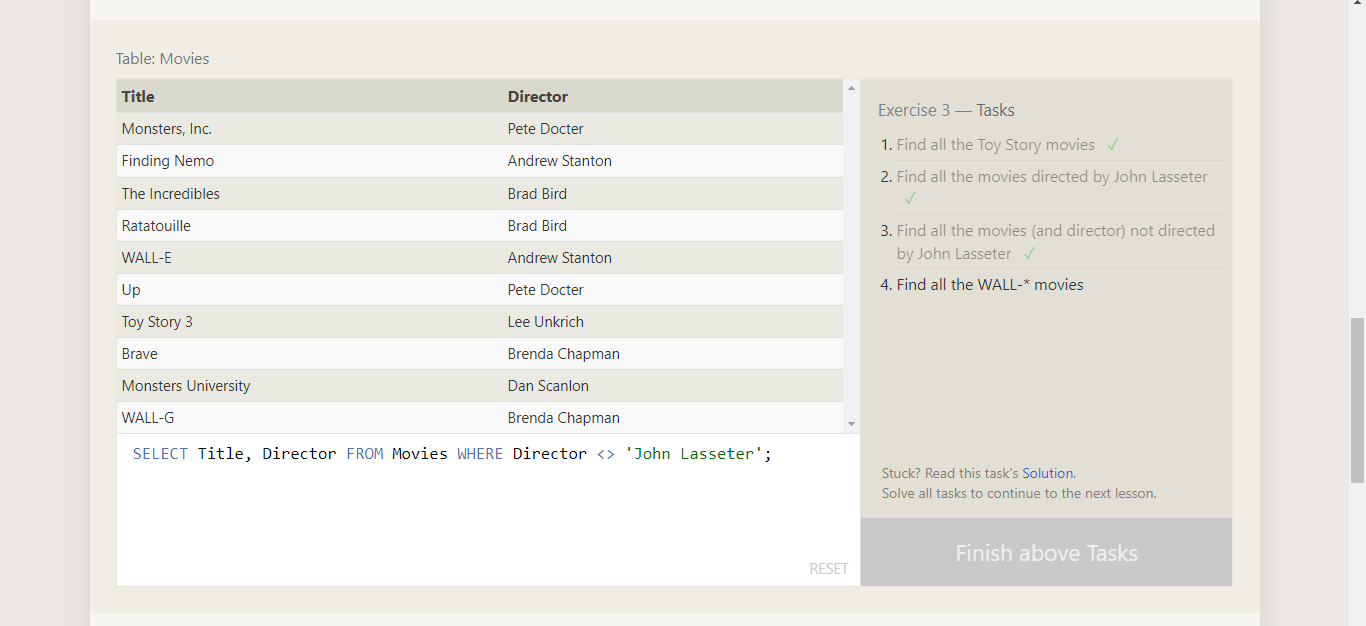 Table: Movies
Title Director
Monsters, Inc. Pete Docter
Finding Nemo Andrew Stanton
The Incredibles Brad Bird
Ratatouille Brad Bird
WALL-E Andrew Stanton
Up Pete Docter
Toy Story 3 Lee Unkrich
Brave Brenda Chapman
Monsters University Dan Scanlon
WALL-G Brenda Chapman
SELECT Title, Director FROM Movies WHERE Director <> 'John Lasseter';
RESET
Exercise 3 — Tasks
1. Find all the Toy Story movies ✓
2. Find all the movies directed by John Lasseter
✓
3. Find all the movies (and director) not directed
by John Lasseter ✓
4. Find all the WALL-* movies
Stuck? Read this task's Solution.
Solve all tasks to continue to the next lesson.
Finish above Tasks